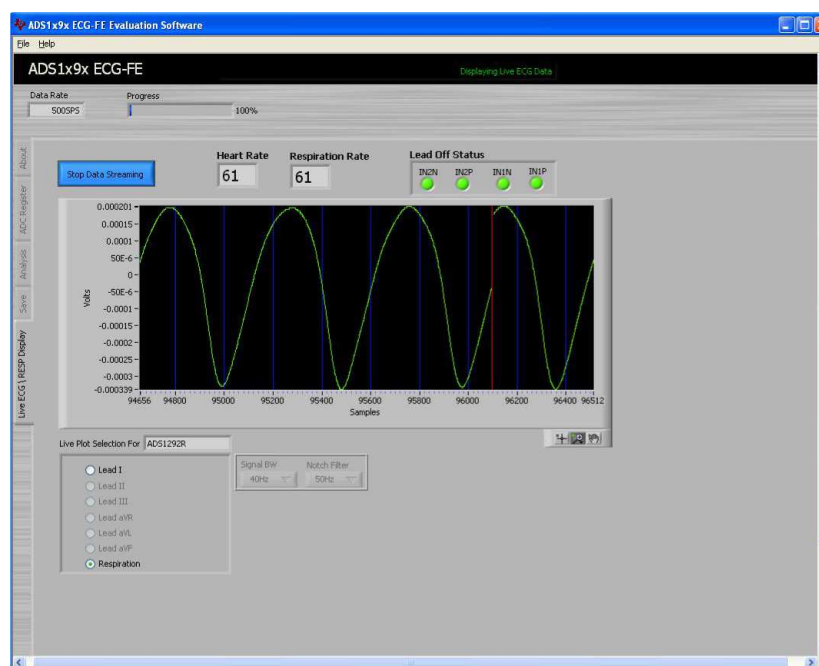 ADS1x9x ECG-FE Evaluation Software
File Help
ADS1x9x ECG-FE
Displaying Live ECG Data
Data Rate Progress
500SPS 100%
About
ADC Register
Analysis
Save
Live ECG \ RESP Display
Stop Data Streaming
Heart Rate
61
Respiration Rate
61
Lead Off Status
IN2N IN2P IN1N IN1P
Volts
0.000201
0.00015
0.0001
50E-6
0
-50E-6
-0.0001
-0.00015
-0.0002
-0.00025
-0.0003
-0.000339
94656 94800 95000 95200 95400 95600 95800 96000 96200 96400 96512
Samples
Live Plot Selection For ADS1292R
Lead I
Lead II
Lead III
Lead aVR
Lead aVL
Lead aVF
Respiration
Signal BW Notch Filter
40Hz 50Hz